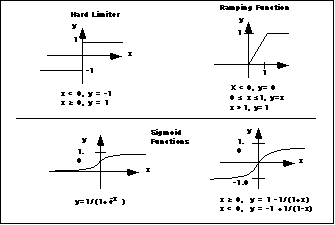 Hard Limiter
y
1
x
-1
x < 0, y = -1
x ≥ 0, y = 1
Ramping Function
y
1
x
1
X < 0, y= 0
0 ≤ x ≤1, y=x
x > 1, y= 1
Sigmoid
Functions
y
1.
0
x
y=1/(1+e⁻ˣ )
y
1.
0
x
-1.0
x ≥ 0, y = 1 -1/(1+x)
x < 0, y = -1 +1/(1-x)